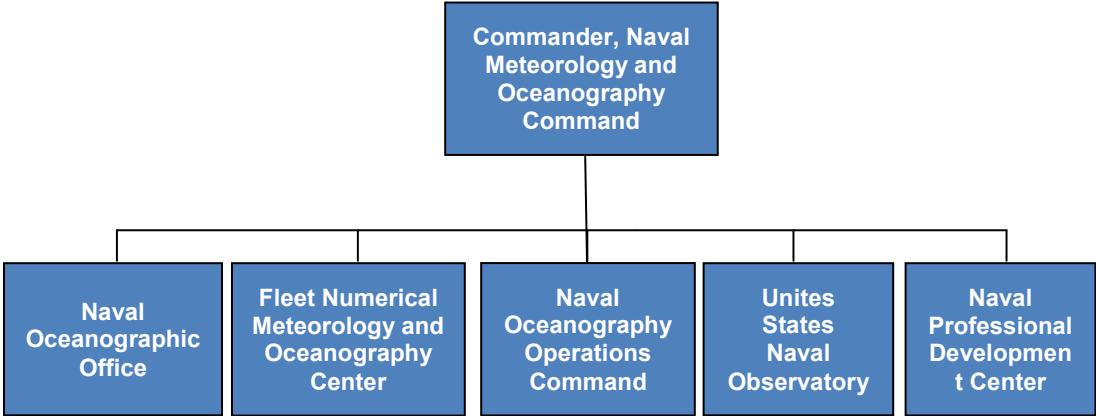 Commander, Naval
Meteorology and
Oceanography
Command
Naval
Oceanographic
Office
Fleet Numerical
Meteorology and
Oceanography
Center
Naval
Oceanography
Operations
Command
Unites
States
Naval
Observatory
Naval
Professional
Developmen
t Center